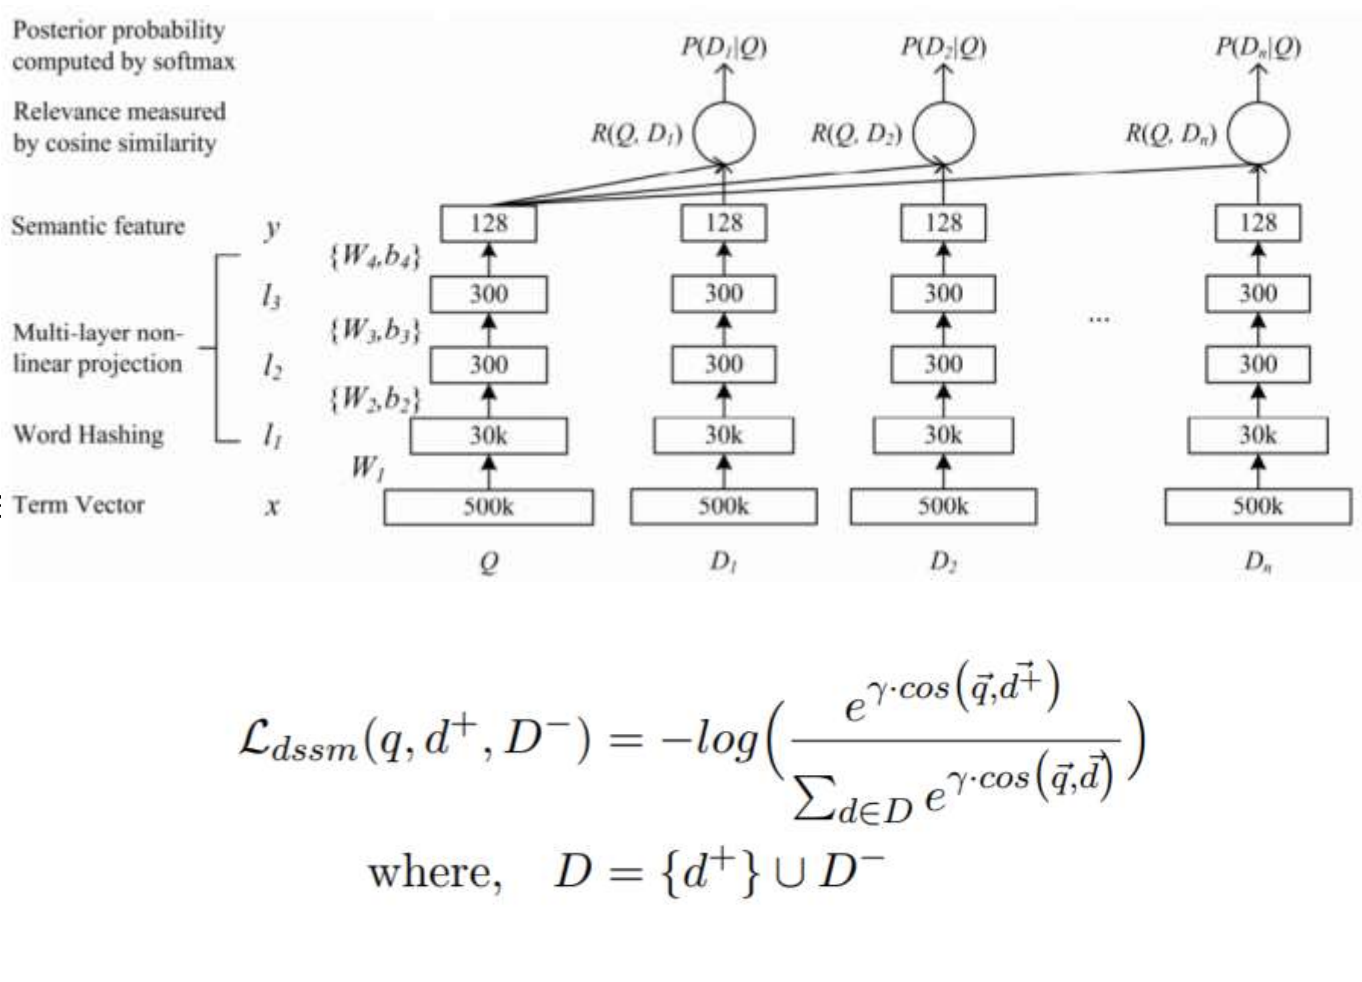 Posterior probability
computed by softmax
P(D₁|Q) P(D₂|Q) P(Dₙ|Q)
Relevance measured
by cosine similarity
R(Q, D₁) R(Q, D₂) R(Q, Dₙ)
Semantic feature y 128 128 128 128
{W₄,b₄}
l₃ 300 300 300 300
{W₃,b₃}
...
Multi-layer non-
linear projection
l₂ 300 300 300 300
{W₂,b₂}
Word Hashing l₁ 30k 30k 30k 30k
W₁
Term Vector x 500k 500k 500k 500k
Q D₁ D₂ Dₙ
ℒ_dssm(q, d⁺, D⁻) = −log( e^{γ·cos(q⃗,d⃗⁺)} / ∑_{d∈D} e^{γ·cos(q⃗,d⃗)} )
where, D = {d⁺} ∪ D⁻